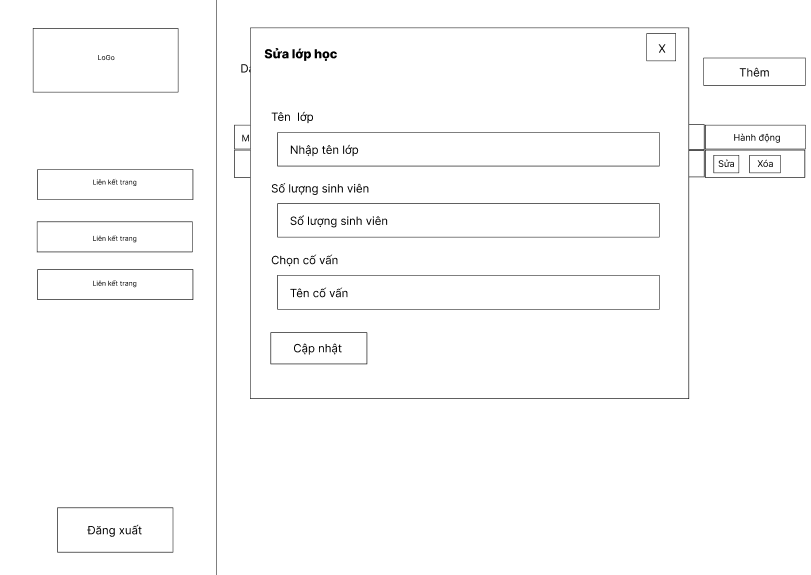 LoGo
Liên kết trang
Liên kết trang
Liên kết trang
Đăng xuất
Sửa lớp học
X
Tên lớp
Nhập tên lớp
Số lượng sinh viên
Số lượng sinh viên
Chọn cố vấn
Tên cố vấn
Cập nhật
Thêm
Hành động
Sửa
Xóa